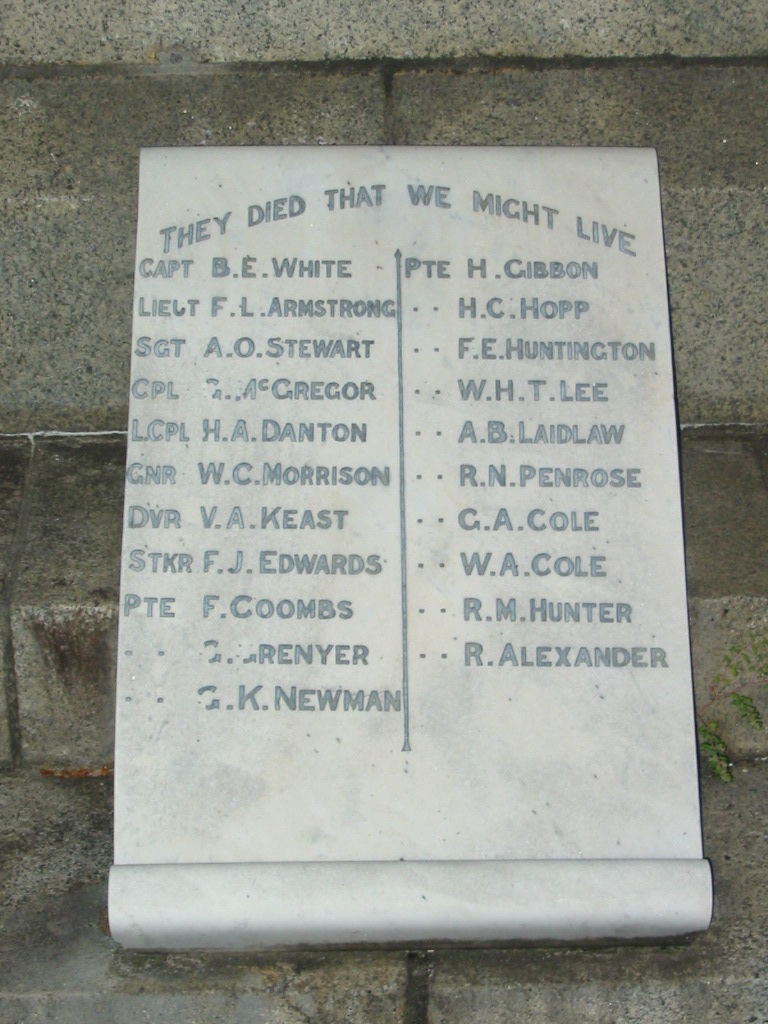 THEY DIED THAT WE MIGHT LIVE
CAPT B.E. WHITE
LIEUT F.L. ARMSTRONG
SGT A.O. STEWART
CPL G. McGREGOR
L.CPL H.A. DANTON
GNR W.C. MORRISON
DVR V.A. KEAST
STKR F.J. EDWARDS
PTE F. COOMBS
. . G. GRENYER
. . G.K. NEWMAN
PTE H. GIBBON
. . H.C. HOPP
. . F.E. HUNTINGTON
. . W.H.T. LEE
. . A.B. LAIDLAW
. . R.N. PENROSE
. . G.A. COLE
. . W.A. COLE
. . R.M. HUNTER
. . R. ALEXANDER